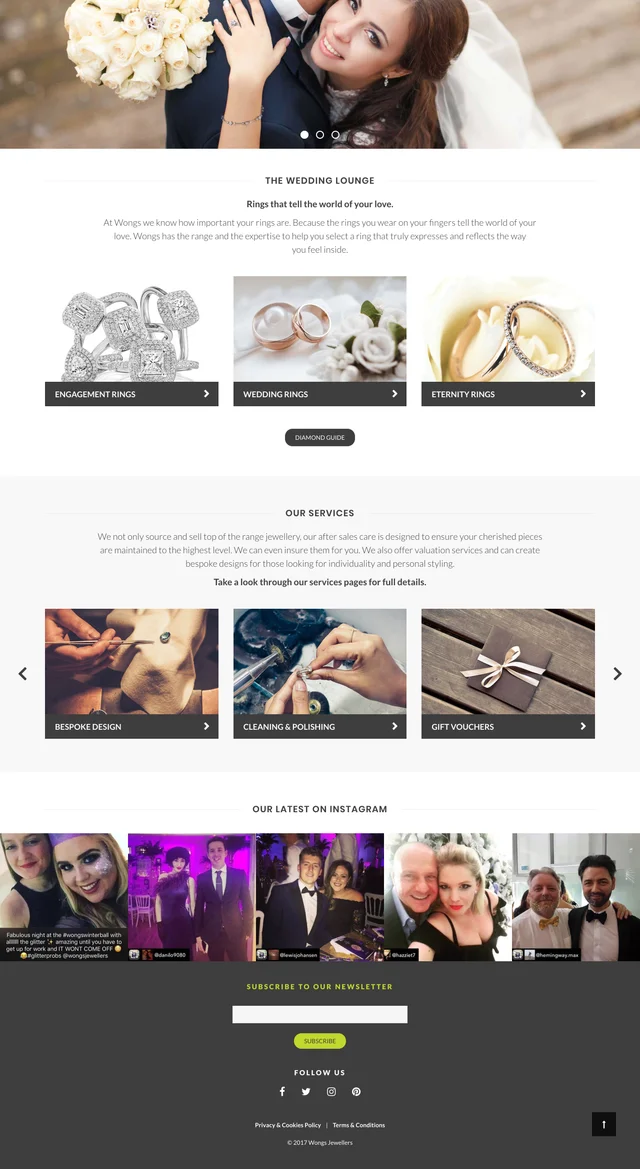 THE WEDDING LOUNGE
Rings that tell the world of your love.
At Wongs we know how important your rings are. Because the rings you wear on your fingers tell the world of your
love. Wongs has the range and the expertise to help you select a ring that truly expresses and reflects the way
you feel inside.
ENGAGEMENT RINGS
WEDDING RINGS
ETERNITY RINGS
DIAMOND GUIDE
OUR SERVICES
We not only source and sell top of the range jewellery, our after sales care is designed to ensure your cherished pieces
are maintained to the highest level. We can even insure them for you. We also offer valuation services and can create
bespoke designs for those looking for individuality and personal styling.
Take a look through our services pages for full details.
BESPOKE DESIGN
CLEANING & POLISHING
GIFT VOUCHERS
OUR LATEST ON INSTAGRAM
Fabulous night at the #wongswinterball with
allllll the glitter ✨ amazing until you have to
get up for work and IT WONT COME OFF 😳
😂#glitterprobs @wongsjewellers
@danilo9080
@lewisjohansen
@hazziet7
@hemingway.max
SUBSCRIBE TO OUR NEWSLETTER
SUBSCRIBE
FOLLOW US
Privacy & Cookies Policy | Terms & Conditions
© 2017 Wongs Jewellers